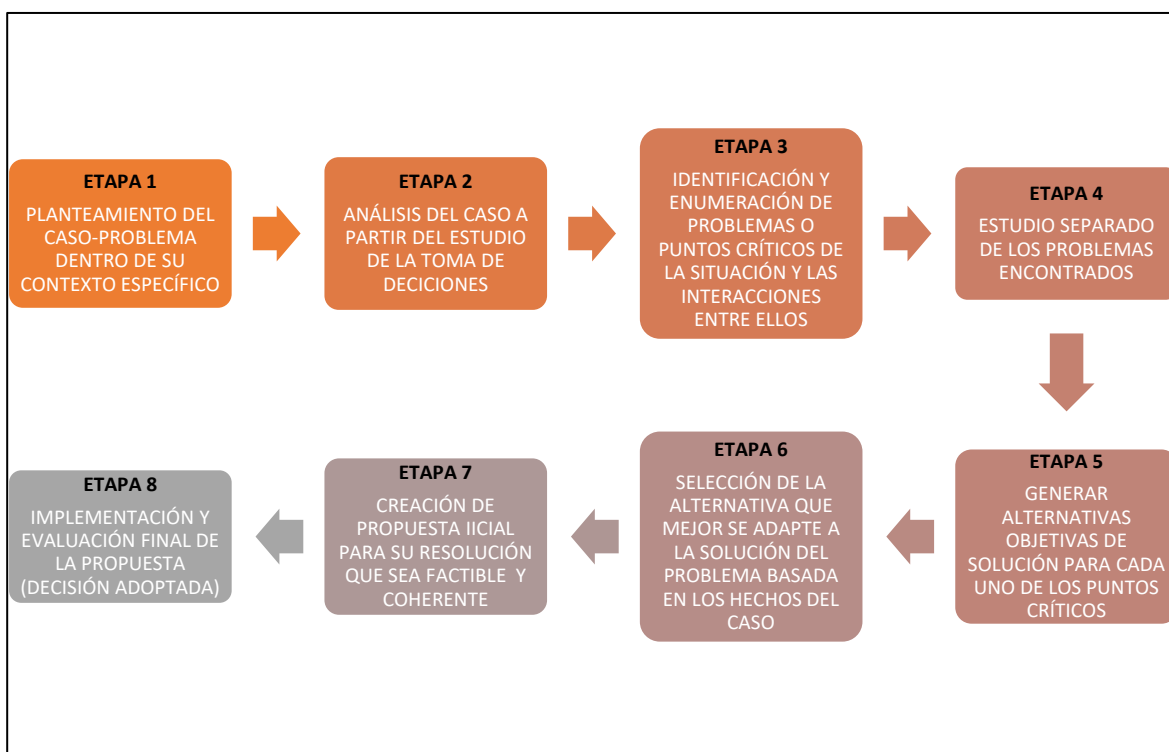 ETAPA 1
PLANTEAMIENTO DEL
CASO-PROBLEMA
DENTRO DE SU
CONTEXTO ESPECÍFICO
ETAPA 2
ANÁLISIS DEL CASO A
PARTIR DEL ESTUDIO
DE LA TOMA DE
DECICIONES
ETAPA 3
IDENTIFICACIÓN Y
ENUMERACIÓN DE
PROBLEMAS O
PUNTOS CRÍTICOS DE
LA SITUACIÓN Y LAS
INTERACCIONES
ENTRE ELLOS
ETAPA 4
ESTUDIO SEPARADO
DE LOS PROBLEMAS
ENCONTRADOS
ETAPA 5
GENERAR
ALTERNATIVAS
OBJETIVAS DE
SOLUCIÓN PARA CADA
UNO DE LOS PUNTOS
CRÍTICOS
ETAPA 6
SELECCIÓN DE LA
ALTERNATIVA QUE
MEJOR SE ADAPTE A
LA SOLUCIÓN DEL
PROBLEMA BASADA
EN LOS HECHOS DEL
CASO
ETAPA 7
CREACIÓN DE
PROPUESTA IICIAL
PARA SU RESOLUCIÓN
QUE SEA FACTIBLE Y
COHERENTE
ETAPA 8
IMPLEMENTACIÓN Y
EVALUACIÓN FINAL DE
LA PROPUESTA
(DECISIÓN ADOPTADA)